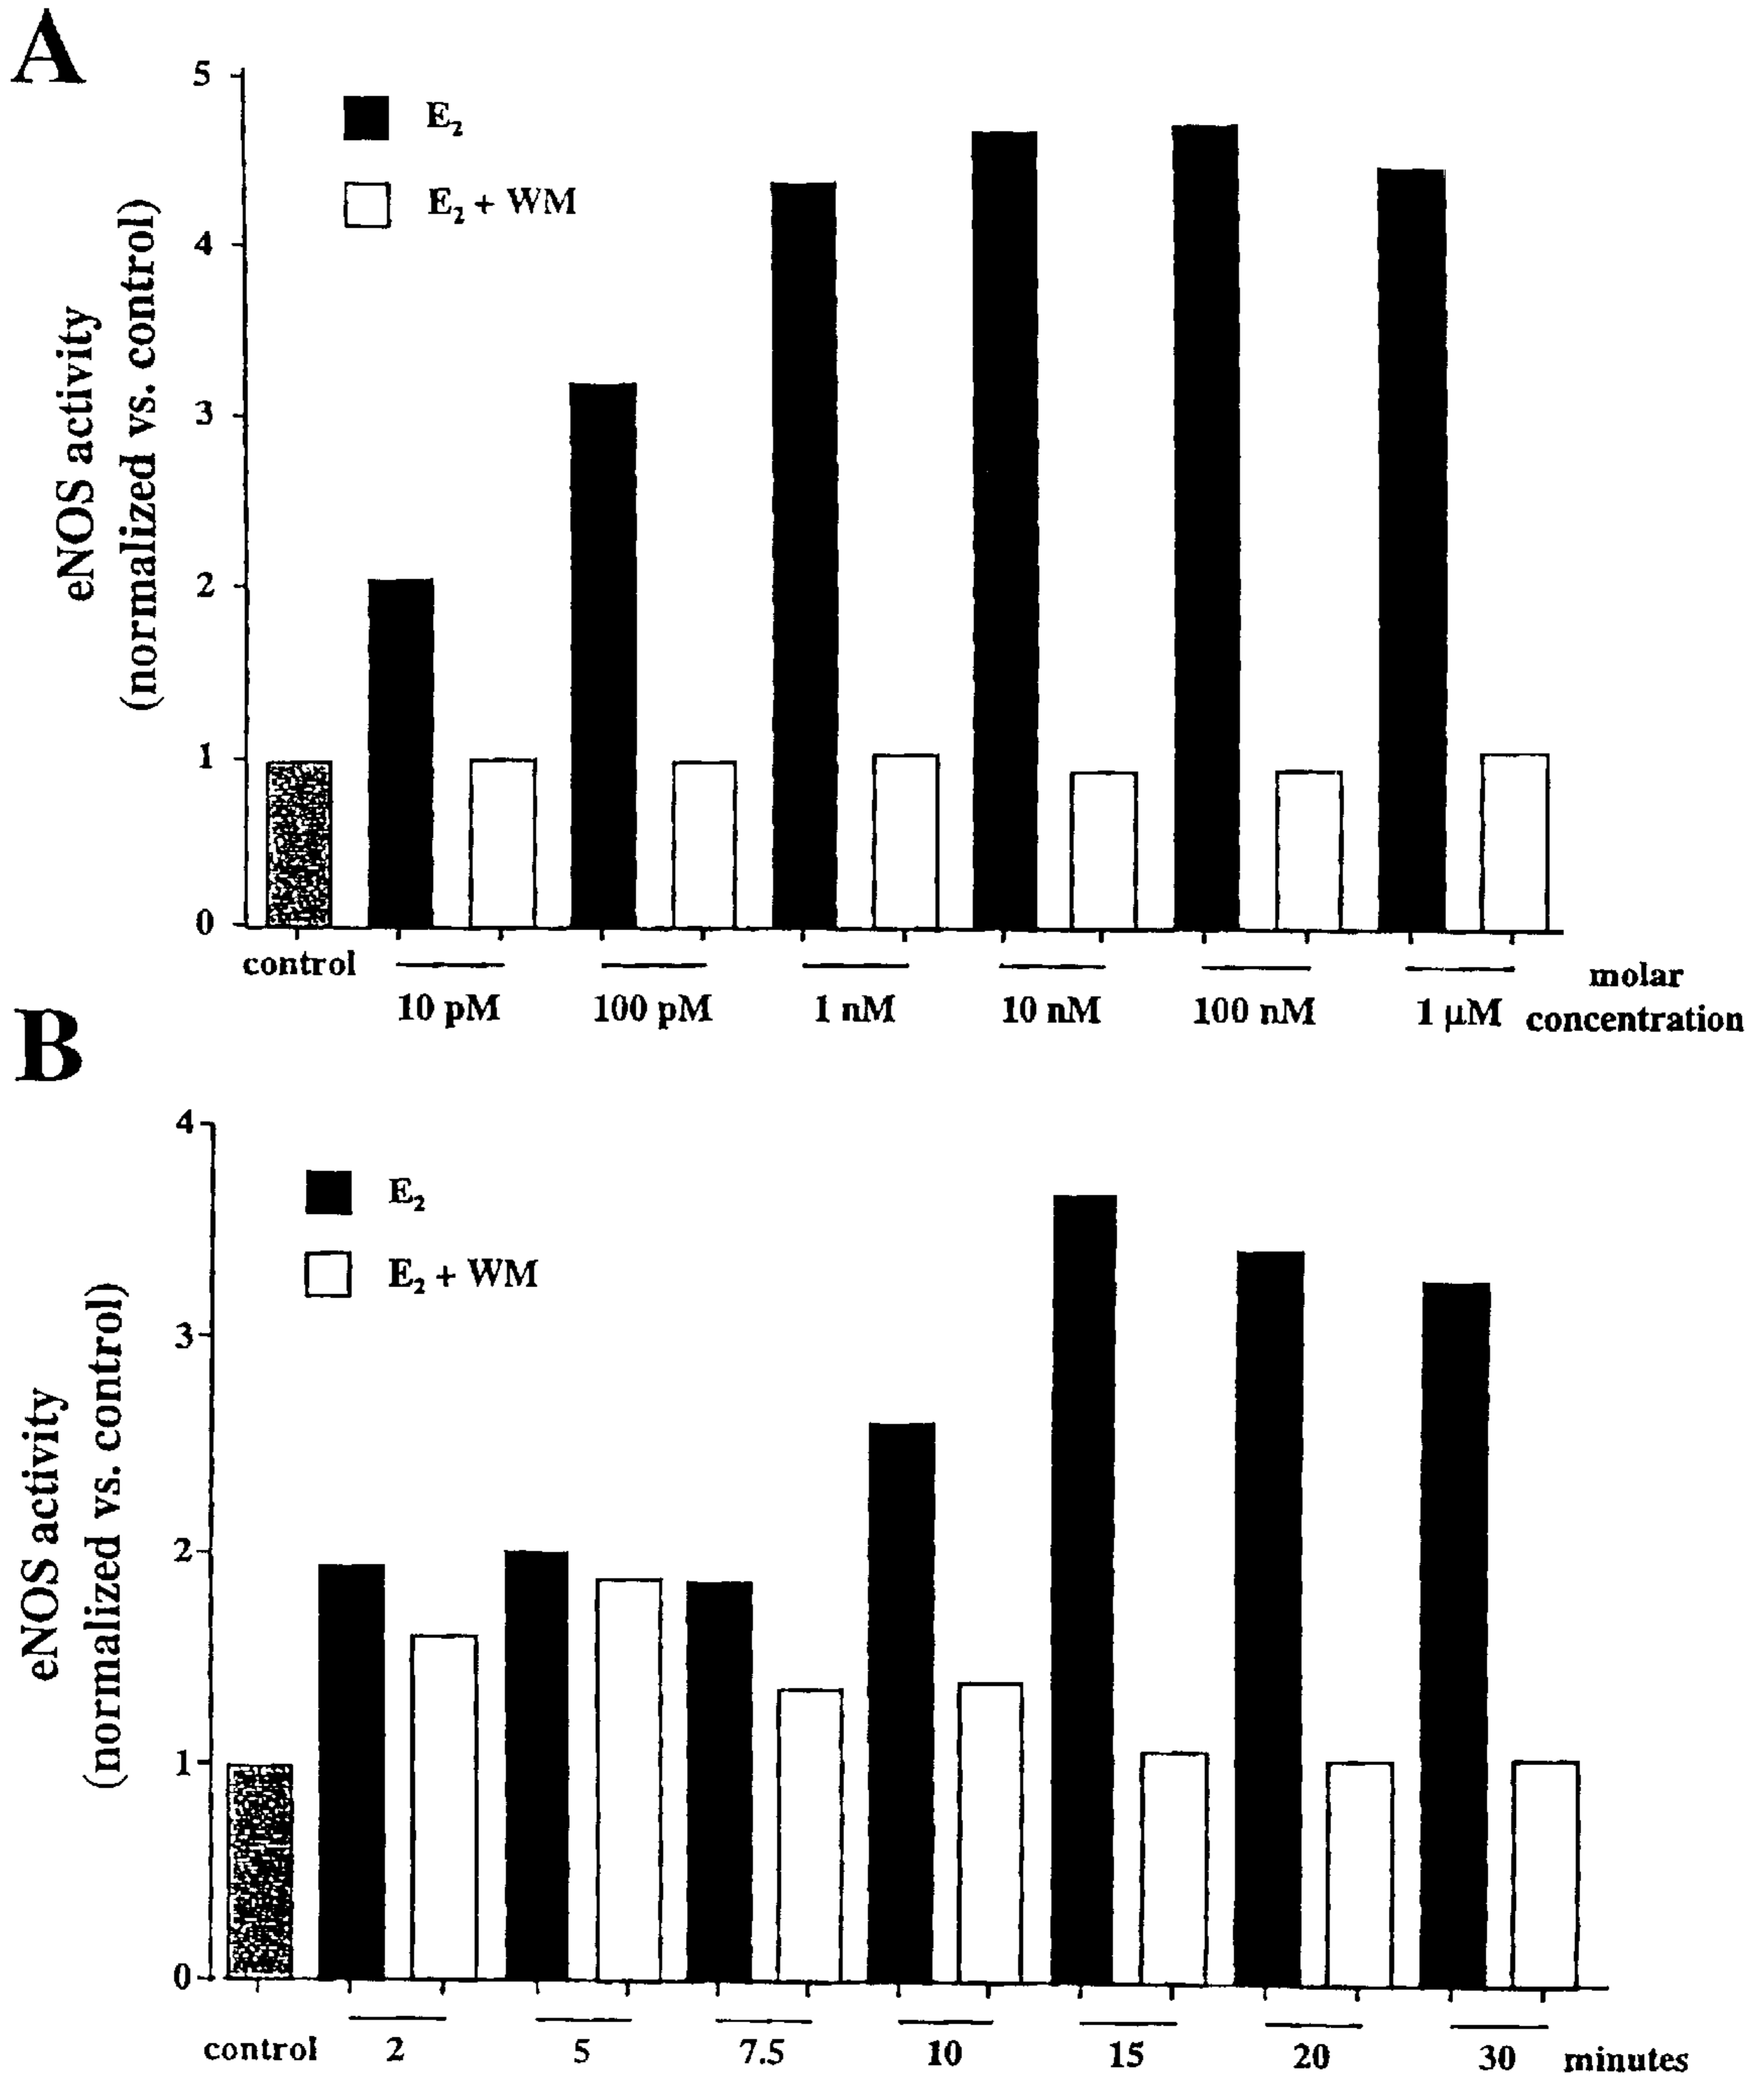 A
5
4
3
2
1
0
eNOS activity
(normalized vs. control)
E₂
E₂ + WM
control
10 pM
100 pM
1 nM
10 nM
100 nM
1 µM
molar
concentration
B
4
3
2
1
0
eNOS activity
(normalized vs. control)
E₂
E₂ + WM
control
2
5
7.5
10
15
20
30
minutes